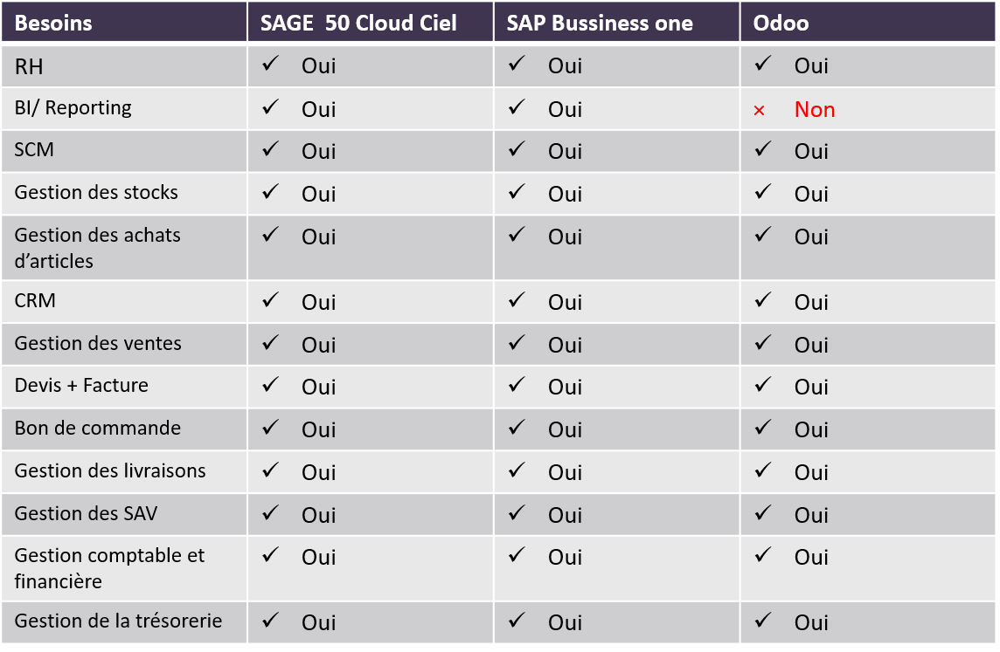 Besoins SAGE  50 Cloud Ciel SAP Bussiness one Odoo
RH ✓ Oui ✓ Oui ✓ Oui
BI/ Reporting ✓ Oui ✓ Oui × Non
SCM ✓ Oui ✓ Oui ✓ Oui
Gestion des stocks ✓ Oui ✓ Oui ✓ Oui
Gestion des achats ✓ Oui ✓ Oui ✓ Oui
d’articles
CRM ✓ Oui ✓ Oui ✓ Oui
Gestion des ventes ✓ Oui ✓ Oui ✓ Oui
Devis + Facture ✓ Oui ✓ Oui ✓ Oui
Bon de commande ✓ Oui ✓ Oui ✓ Oui
Gestion des livraisons ✓ Oui ✓ Oui ✓ Oui
Gestion des SAV ✓ Oui ✓ Oui ✓ Oui
Gestion comptable et ✓ Oui ✓ Oui ✓ Oui
financière
Gestion de la trésorerie ✓ Oui ✓ Oui ✓ Oui